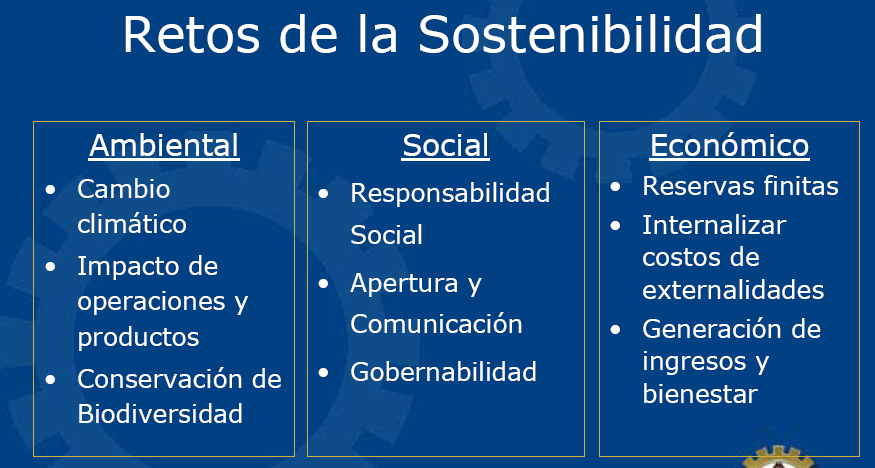 Retos de la Sostenibilidad
Ambiental
• Cambio
climático
• Impacto de
operaciones y
productos
• Conservación de
Biodiversidad
Social
• Responsabilidad
Social
• Apertura y
Comunicación
• Gobernabilidad
Económico
• Reservas finitas
• Internalizar
costos de
externalidades
• Generación de
ingresos y
bienestar